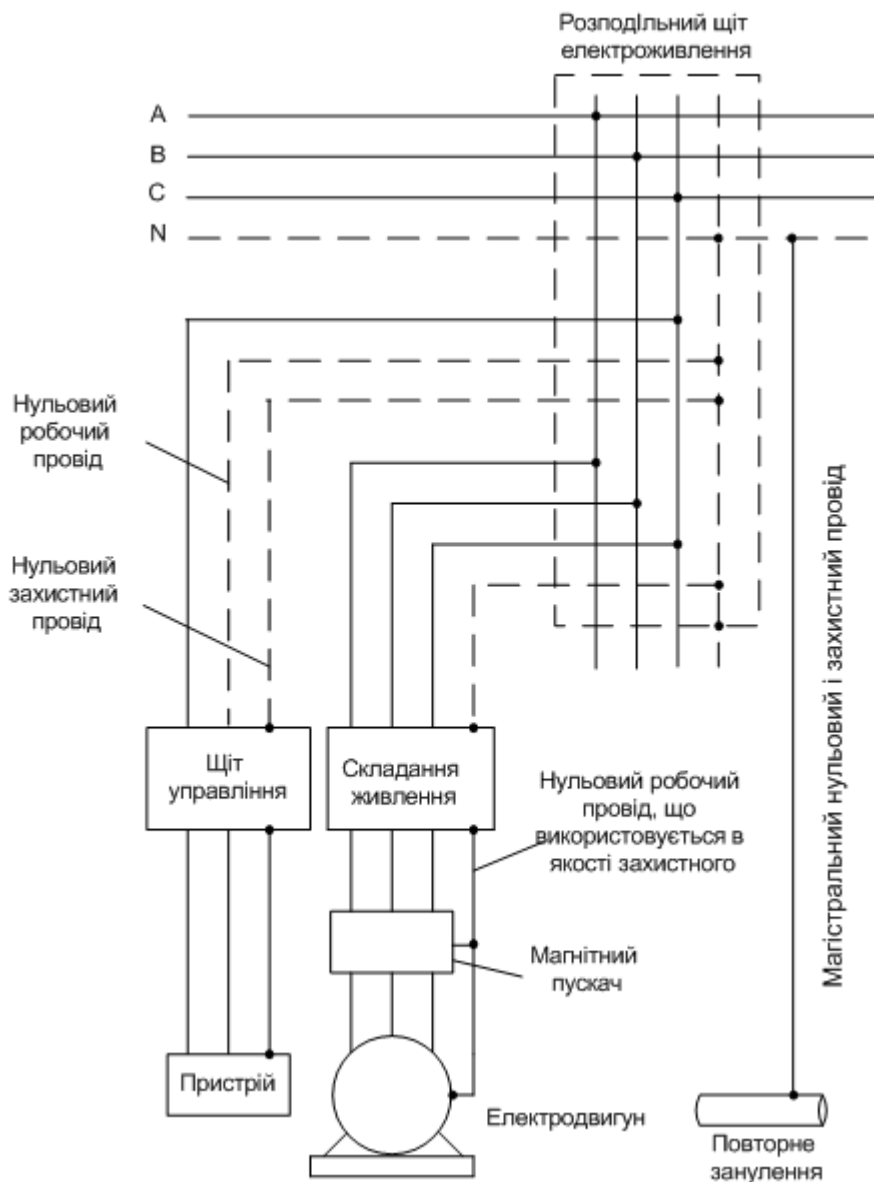 Розподільний щіт
електроживлення
A
B
C
N
Нульовий
робочий
провід
Нульовий
захистний
провід
Щіт
управління
Складання
живлення
Нульовий робочий
провід, що
використовується в
якості захистного
Магнітний
пускач
Магістральний нульовий і захистний провід
Пристрій
Електродвигун
Повторне
занулення